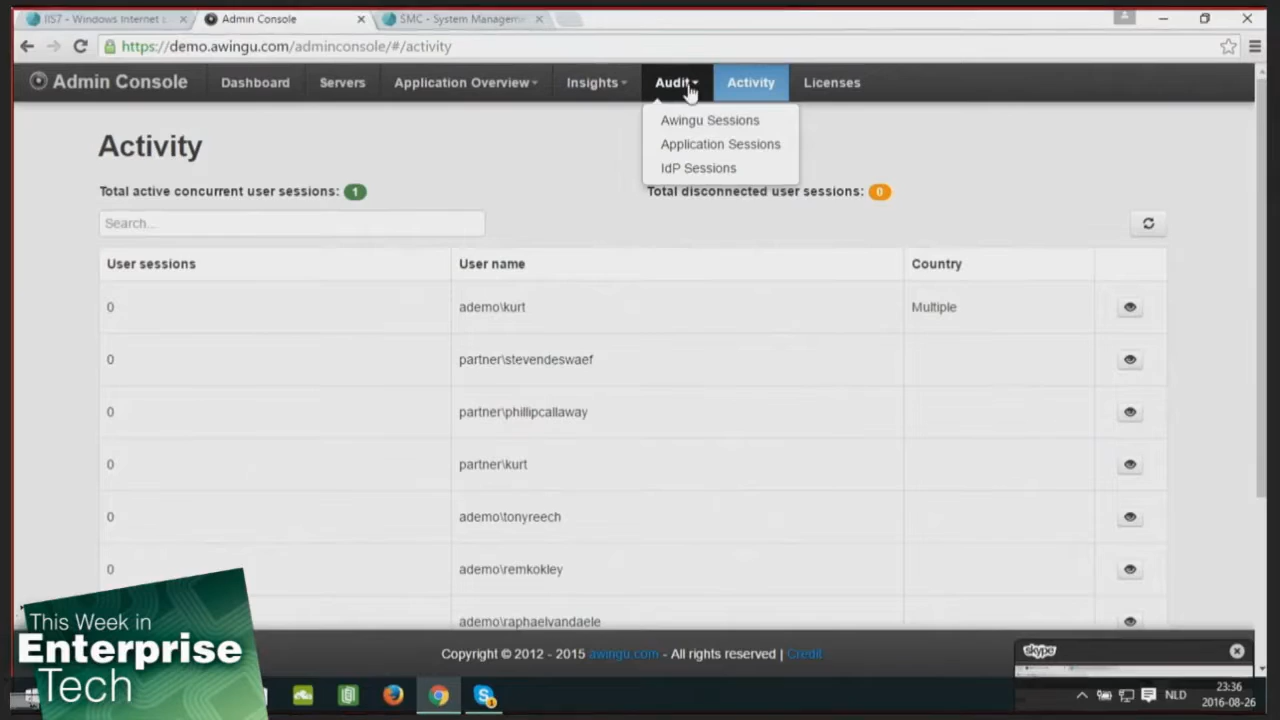 IIS7 - Windows Internet
Admin Console
SMC - System Manageme
https://demo.awingu.com/adminconsole/#/activity
Admin Console
Dashboard
Servers
Application Overview
Insights
Audit
Activity
Licenses
Awingu Sessions
Application Sessions
IdP Sessions
Activity
Total active concurrent user sessions: 1
Total disconnected user sessions: 0
Search...
User sessions
User name
Country
0
ademo\kurt
Multiple
0
partner\stevendeswaef
0
partner\phillipcallaway
0
partner\kurt
0
ademo\tonyreech
0
ademo\remkokley
ademo\raphaelvandaele
Copyright © 2012 - 2015 awingu.com - All rights reserved | Credit
This Week in
Enterprise
Tech
skype
NLD
23:36
2016-08-26